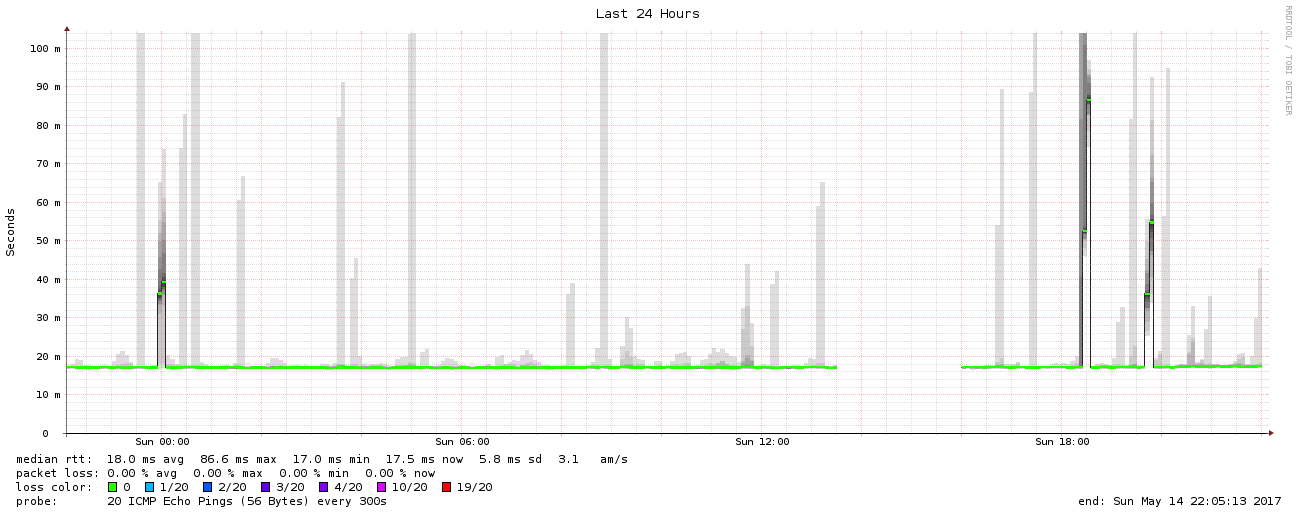 Last 24 Hours
RRDTOOL / TOBI OETIKER
Seconds
100 m
90 m
80 m
70 m
60 m
50 m
40 m
30 m
20 m
10 m
0
Sun 00:00 Sun 06:00 Sun 12:00 Sun 18:00
median rtt: 18.0 ms avg 86.6 ms max 17.0 ms min 17.5 ms now 5.8 ms sd 3.1 am/s
packet loss: 0.00 % avg 0.00 % max 0.00 % min 0.00 % now
loss color: 0 1/20 2/20 3/20 4/20 10/20 19/20
probe: 20 ICMP Echo Pings (56 Bytes) every 300s end: Sun May 14 22:05:13 2017